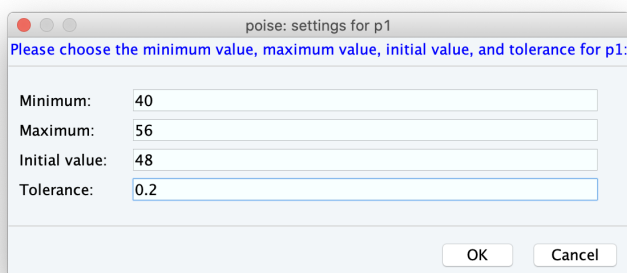 poise: settings for p1
Please choose the minimum value, maximum value, initial value, and tolerance for p1:
Minimum: 40
Maximum: 56
Initial value: 48
Tolerance: 0.2
OK Cancel